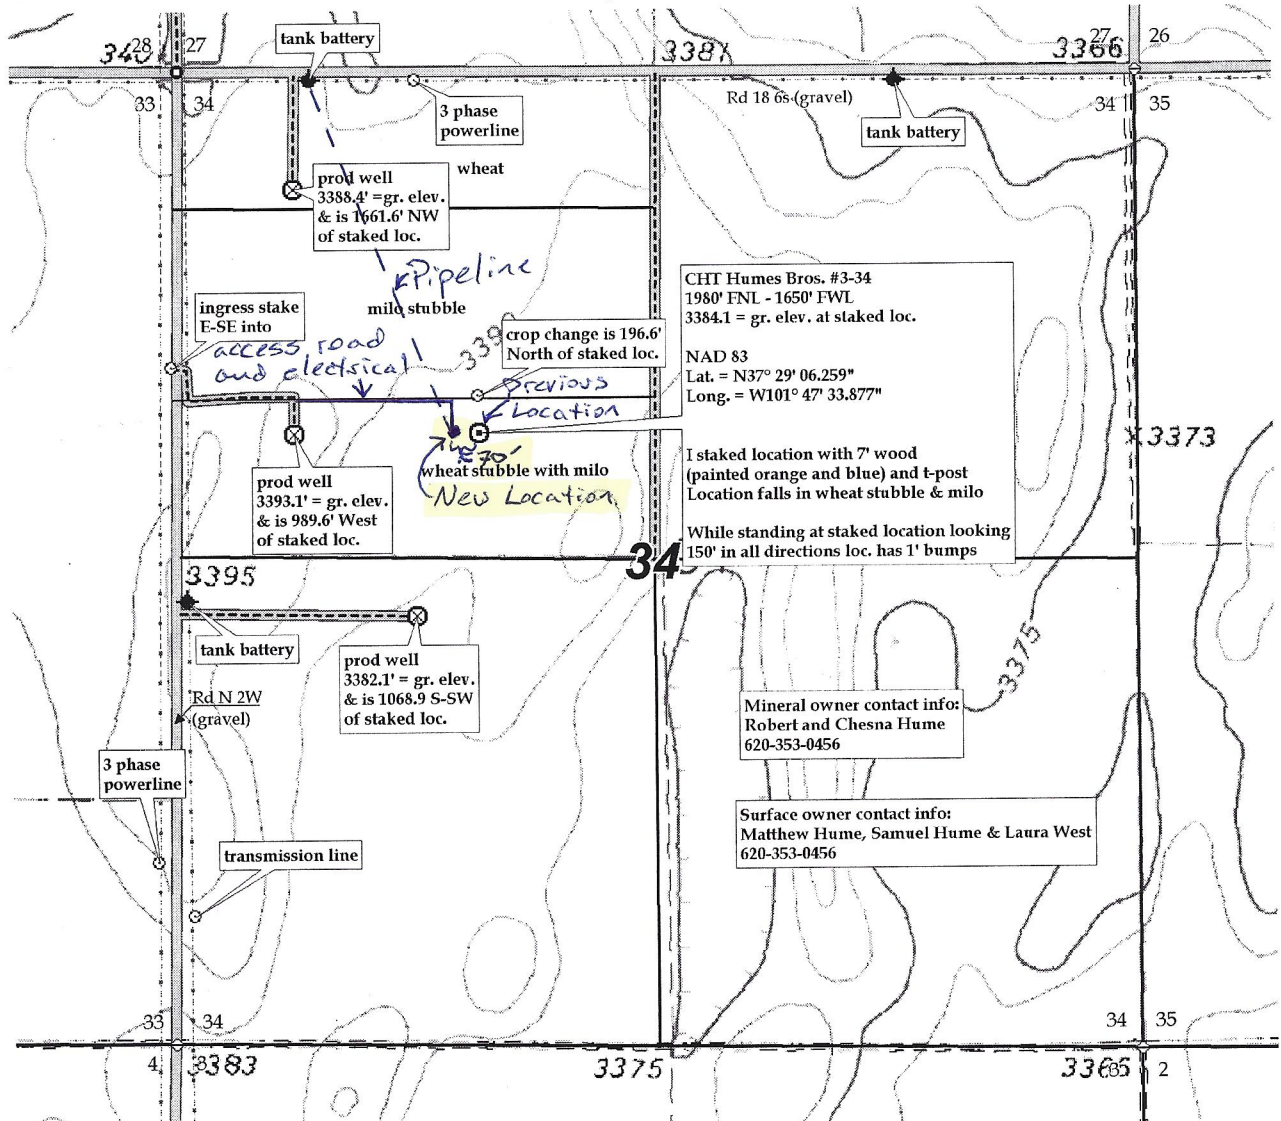 3381
3366
28 27
27 26
tank battery
33 34
34 35
3 phase
powerline
Rd 18 6s (gravel)
tank battery
wheat
prod well
3388.4' =gr. elev.
& is 1661.6' NW
of staked loc.
Pipeline
milo stubble
ingress stake
E-SE into
access road
and electrical
crop change is 196.6'
North of staked loc.
Previous
Location
CHT Humes Bros. #3-34
1980' FNL - 1650' FWL
3384.1 = gr. elev. at staked loc.
NAD 83
Lat. = N37° 29' 06.259"
Long. = W101° 47' 33.877"
I staked location with 7' wood
(painted orange and blue) and t-post
Location falls in wheat stubble & milo
While standing at staked location looking
150' in all directions loc. has 1' bumps
3373
70'
wheat stubble with milo
New Location
prod well
3393.1' = gr. elev.
& is 989.6' West
of staked loc.
34
3395
tank battery
prod well
3382.1' = gr. elev.
& is 1068.9 S-SW
of staked loc.
3375
Rd N 2W
(gravel)
Mineral owner contact info:
Robert and Chesna Hume
620-353-0456
3 phase
powerline
Surface owner contact info:
Matthew Hume, Samuel Hume & Laura West
620-353-0456
transmission line
33 34
34 35
4
3383
3375
2